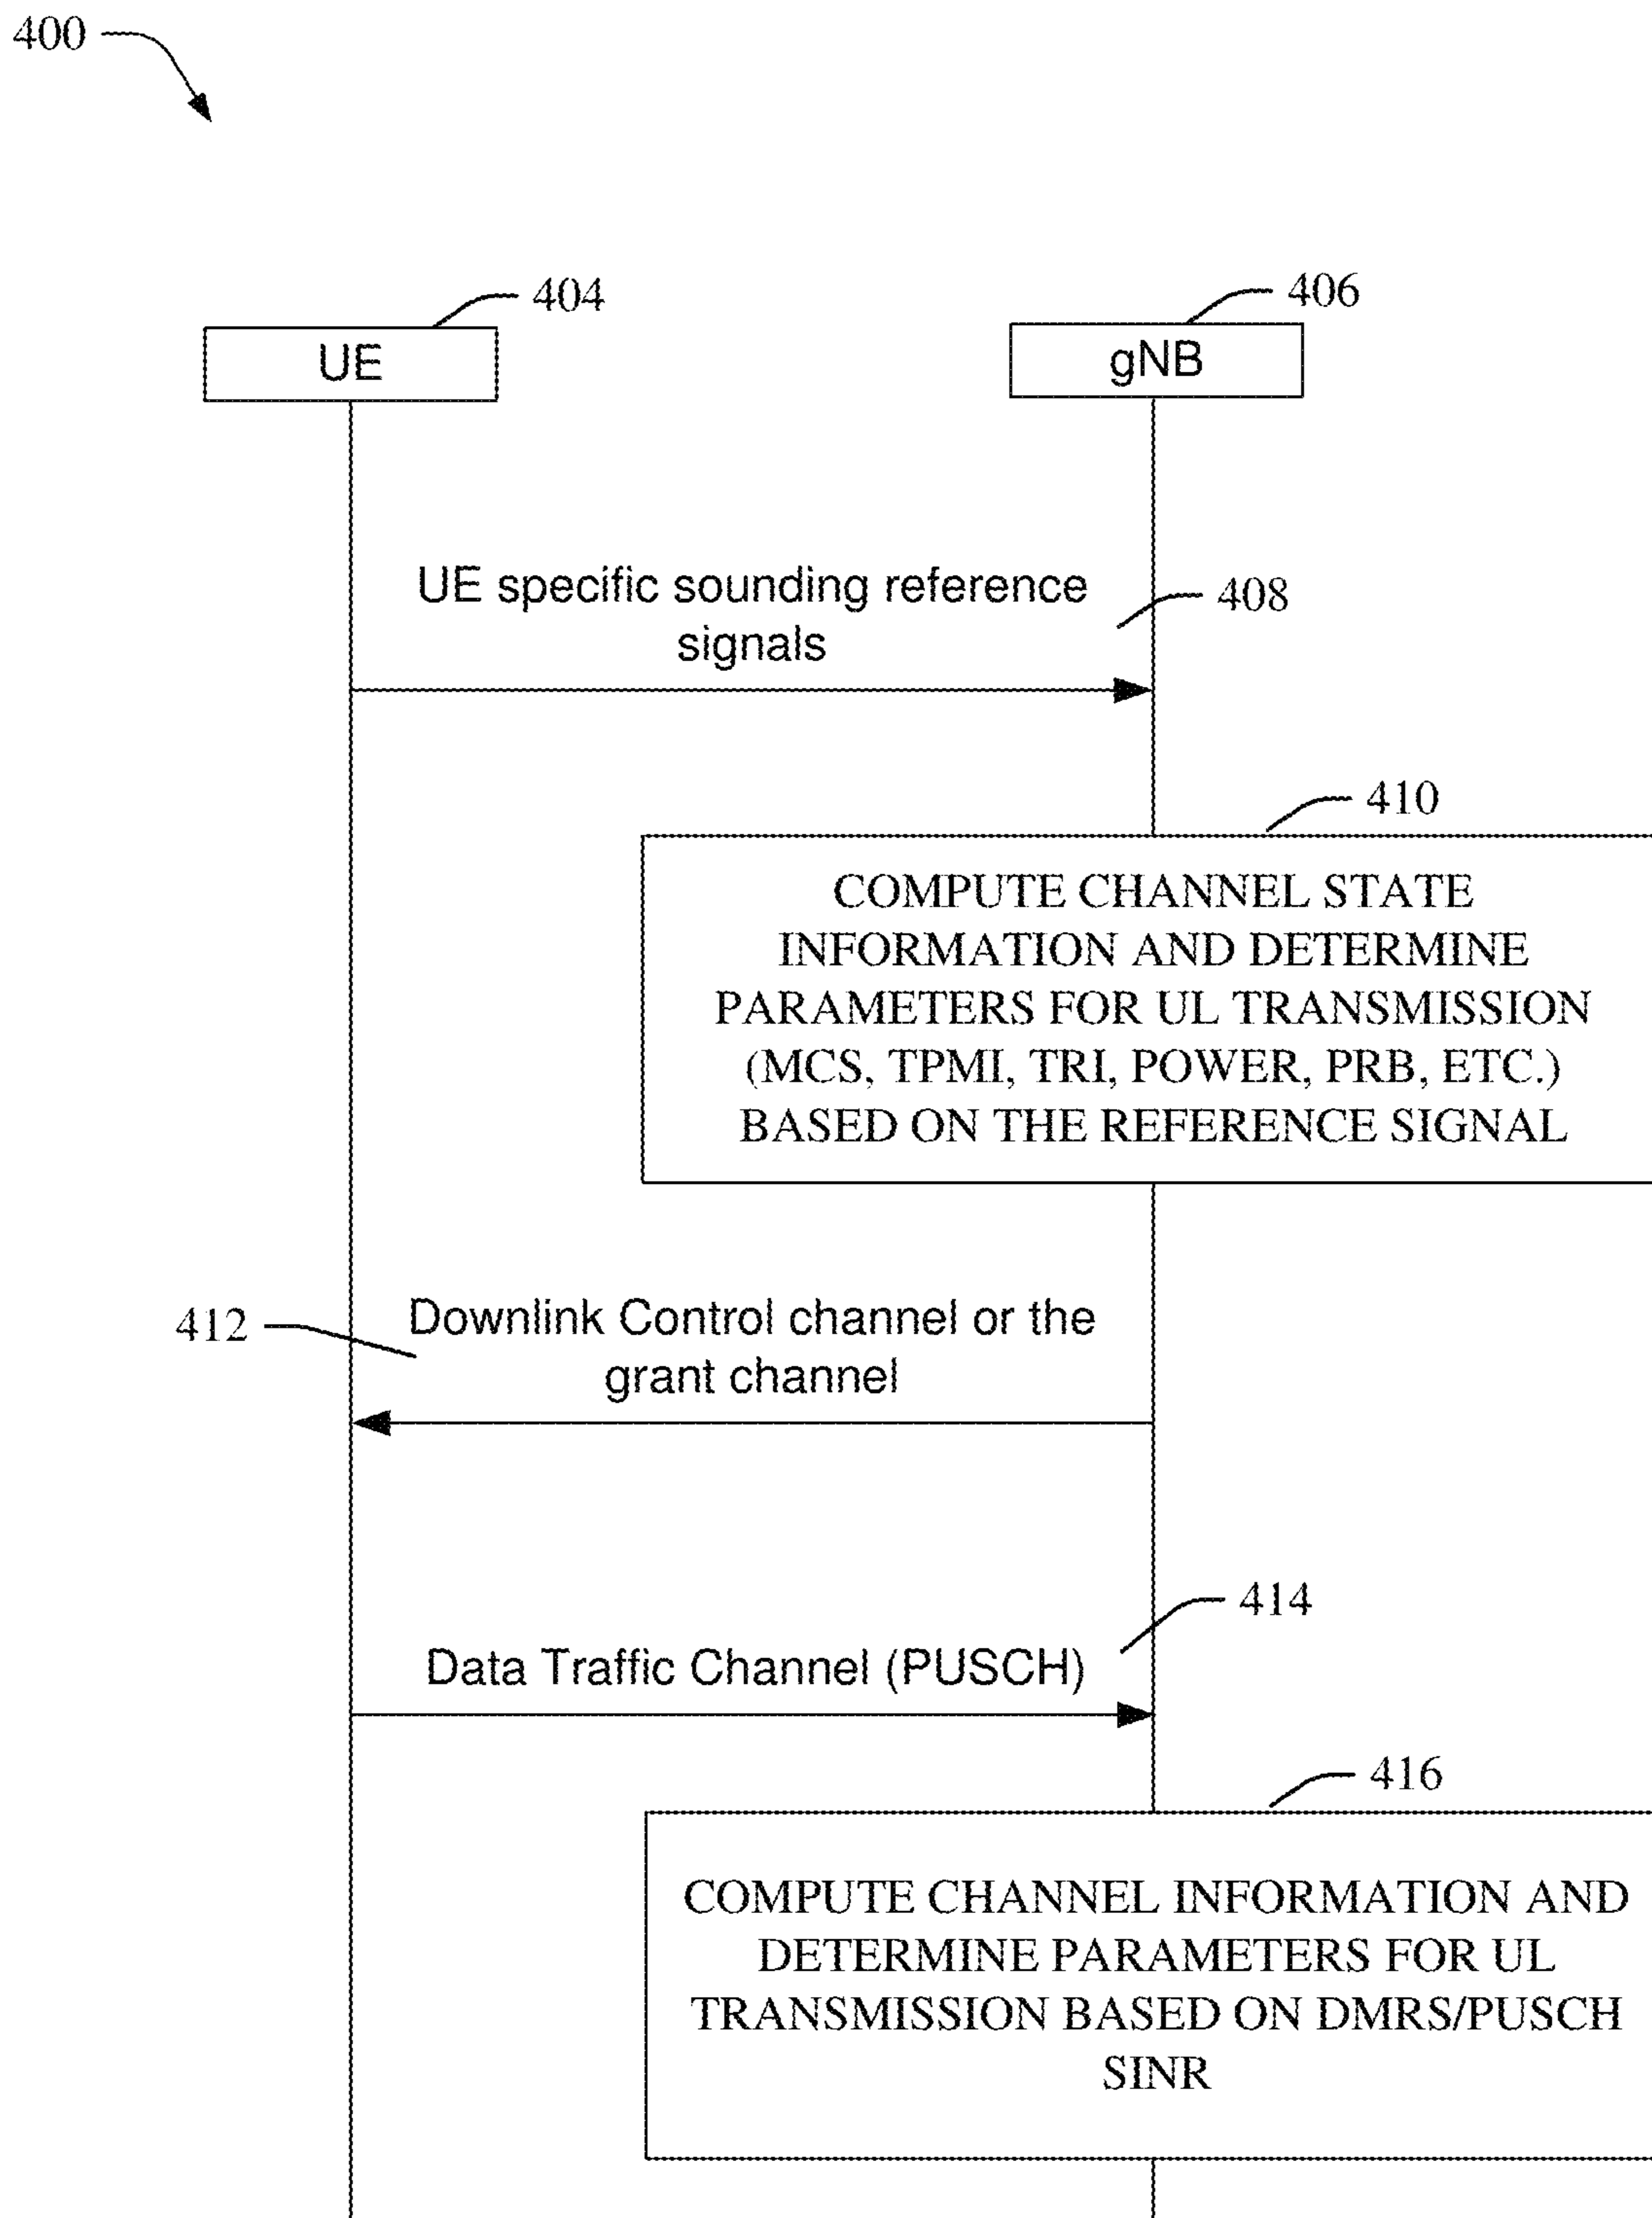 400
404
406
UE
gNB
UE specific sounding reference
signals
408
410
COMPUTE CHANNEL STATE
INFORMATION AND DETERMINE
PARAMETERS FOR UL TRANSMISSION
(MCS, TPMI, TRI, POWER, PRB, ETC.)
BASED ON THE REFERENCE SIGNAL
412
Downlink Control channel or the
grant channel
414
Data Traffic Channel (PUSCH)
416
COMPUTE CHANNEL INFORMATION AND
DETERMINE PARAMETERS FOR UL
TRANSMISSION BASED ON DMRS/PUSCH
SINR